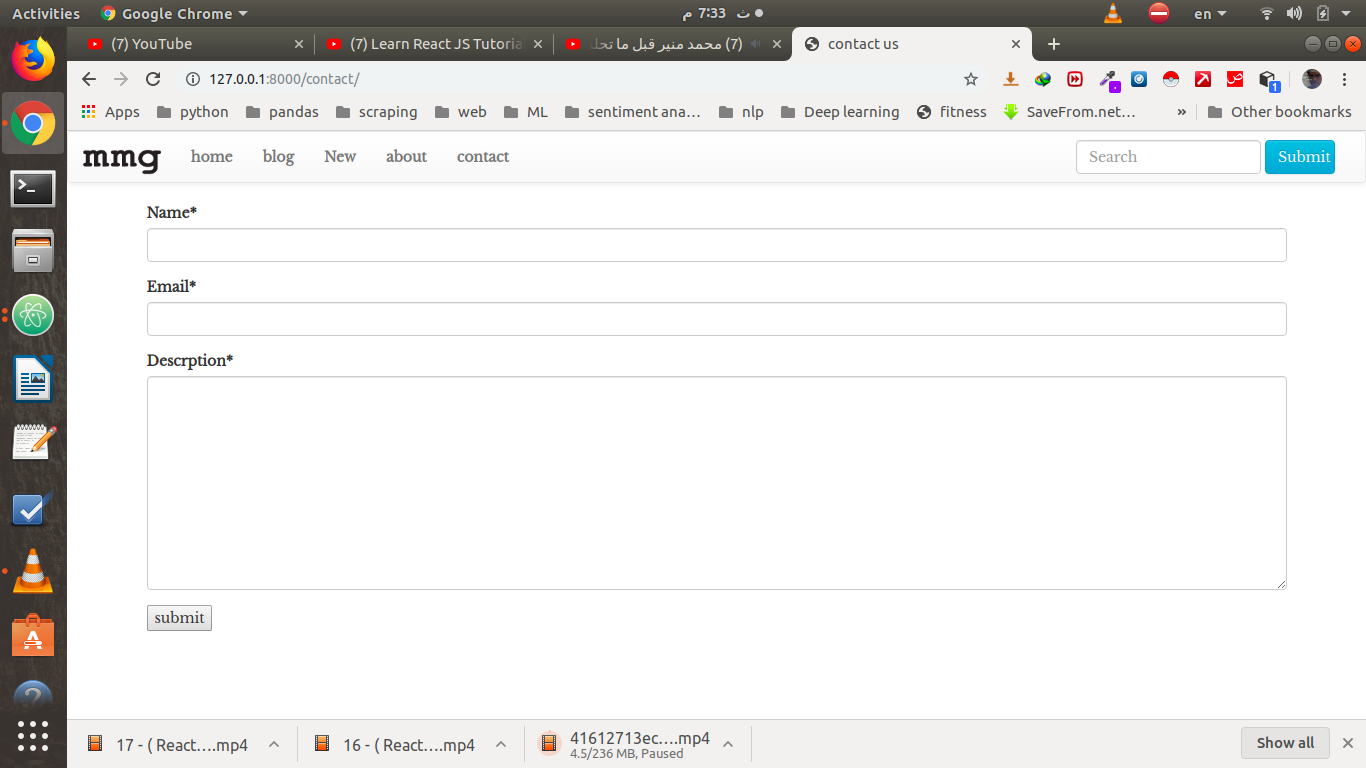 Activities
Google Chrome
ث 7:33 م
en
(7) YouTube
(7) Learn React JS Tutoria
(7) محمد منير قبل ما تحل
contact us
127.0.0.1:8000/contact/
ص
1
Apps
python
pandas
scraping
web
ML
sentiment ana…
nlp
Deep learning
fitness
SaveFrom.net…
»
Other bookmarks
mmg
home
blog
New
about
contact
Search
Submit
Name*
Email*
Descrption*
submit
17 - ( React….mp4
16 - ( React….mp4
41612713ec….mp4
4.5/236 MB, Paused
Show all